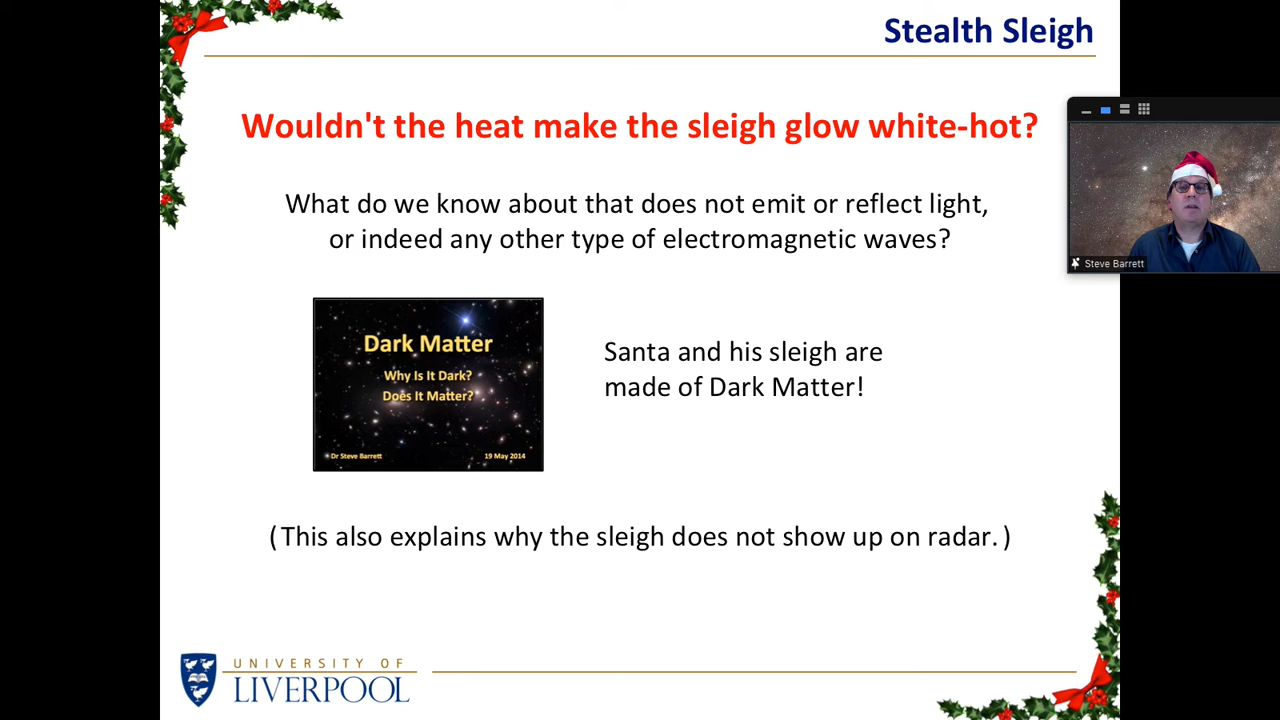 Stealth Sleigh
Wouldn't the heat make the sleigh glow white-hot?
What do we know about that does not emit or reflect light,
or indeed any other type of electromagnetic waves?
Dark Matter
Why Is It Dark?
Does It Matter?
Dr Steve Barrett
19 May 2014
Santa and his sleigh are
made of Dark Matter!
(This also explains why the sleigh does not show up on radar.)
UNIVERSITY OF
LIVERPOOL
Steve Barrett